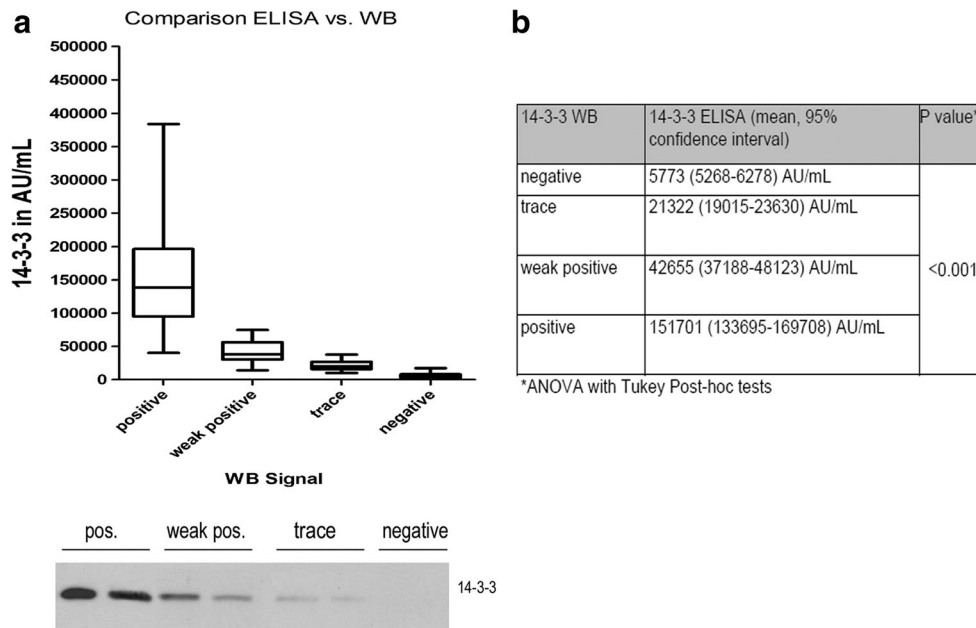 a
Comparison ELISA vs. WB
14-3-3 in AU/mL
500000
450000
400000
350000
300000
250000
200000
150000
100000
50000
0
positive
weak positive
trace
negative
WB Signal
pos. weak pos. trace negative
14-3-3
b
14-3-3 WB 14-3-3 ELISA (mean, 95% confidence interval) P value*
negative 5773 (5268-6278) AU/mL
trace 21322 (19015-23630) AU/mL
weak positive 42655 (37188-48123) AU/mL
<0.001
positive 151701 (133695-169708) AU/mL
*ANOVA with Tukey Post-hoc tests